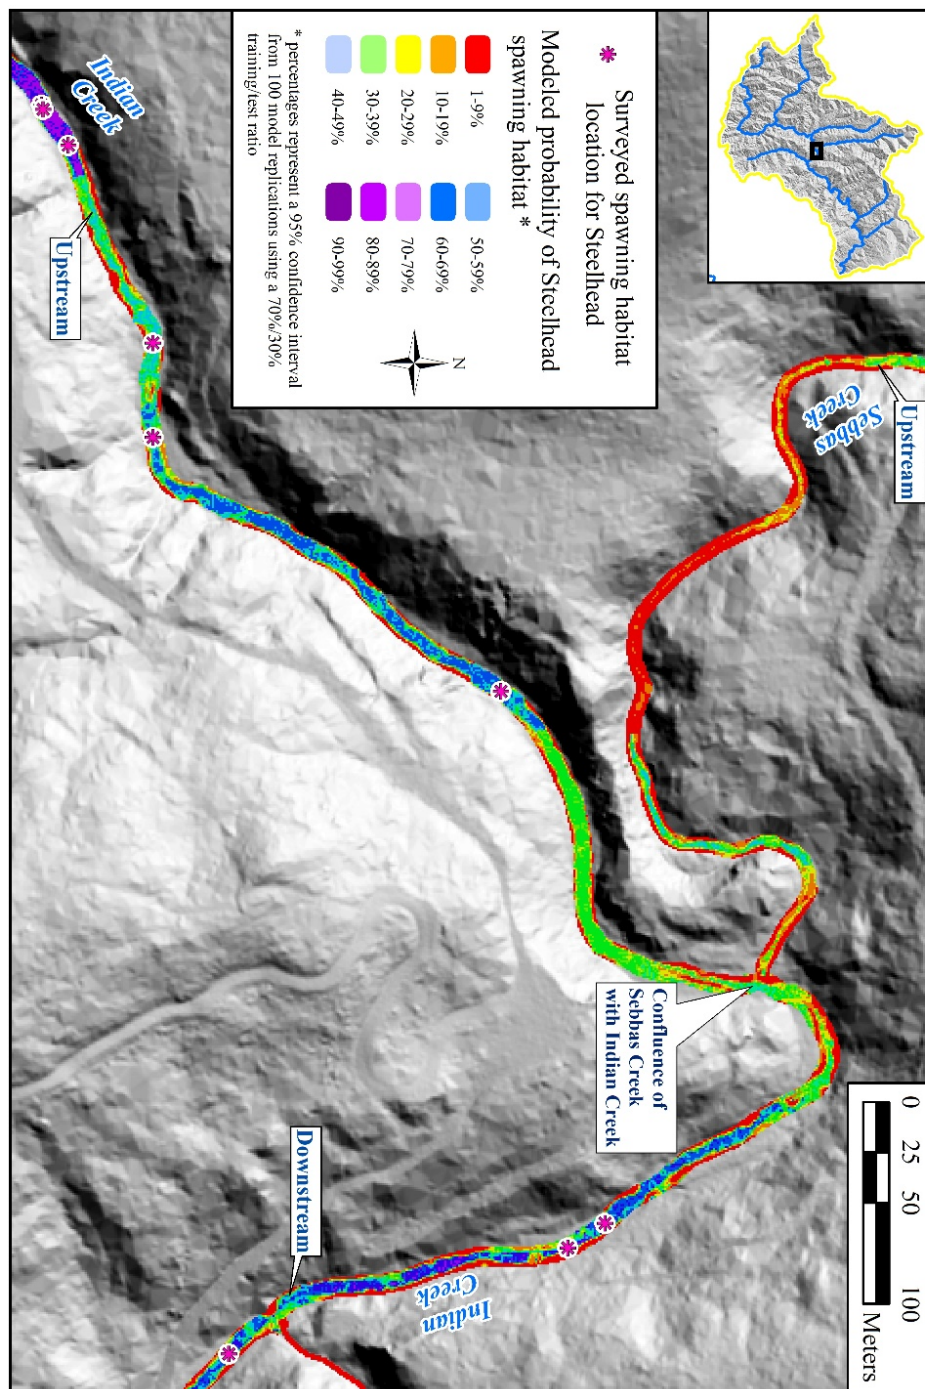 Surveyed spawning habitat
location for Steelhead
Modeled probability of Steelhead
spawning habitat *
1-9%
10-19%
20-29%
30-39%
40-49%
50-59%
60-69%
70-79%
80-89%
90-99%
N
* percentages represent a 95% confidence interval
from 100 model replications using a 70%/30%
training/test ratio
Upstream
Sebbas
Creek
Indian
Creek
Upstream
Confluence of
Sebbas Creek
with Indian Creek
Downstream
Indian
Creek
0
25
50
100
Meters